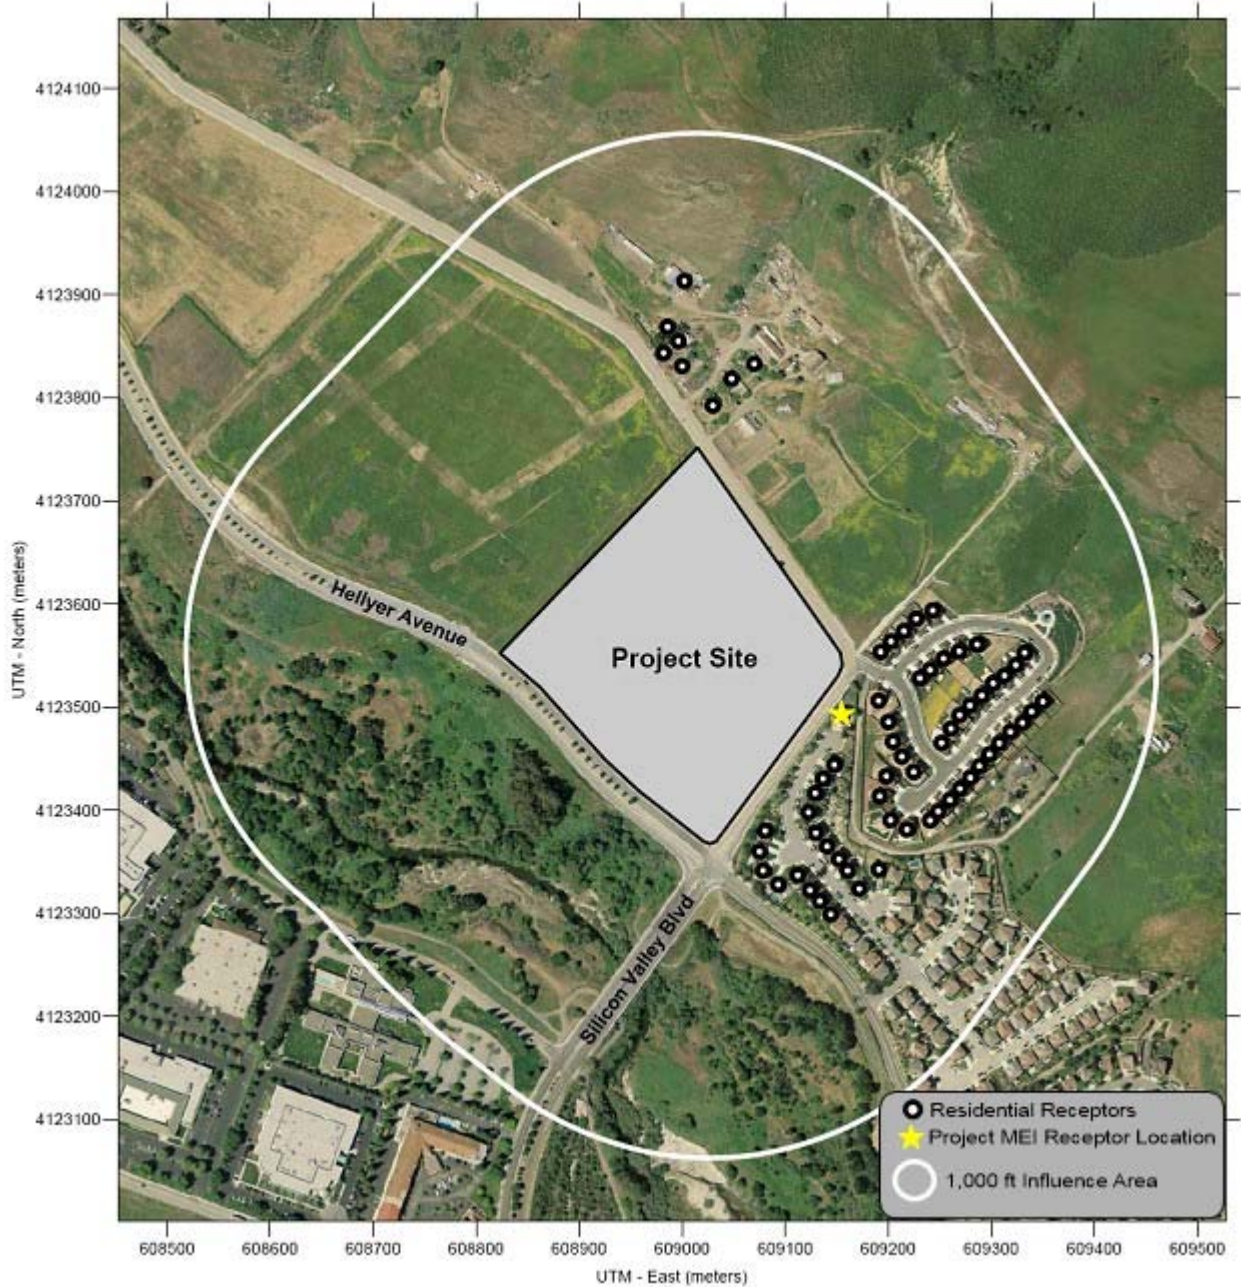 4124100
4124000
4123900
4123800
4123700
4123600
4123500
4123400
4123300
4123200
4123100
UTM - North (meters)
Hellyer Avenue
Project Site
Silicon Valley Blvd
Residential Receptors
Project MEI Receptor Location
1,000 ft Influence Area
608500 608600 608700 608800 608900 609000 609100 609200 609300 609400 609500
UTM - East (meters)